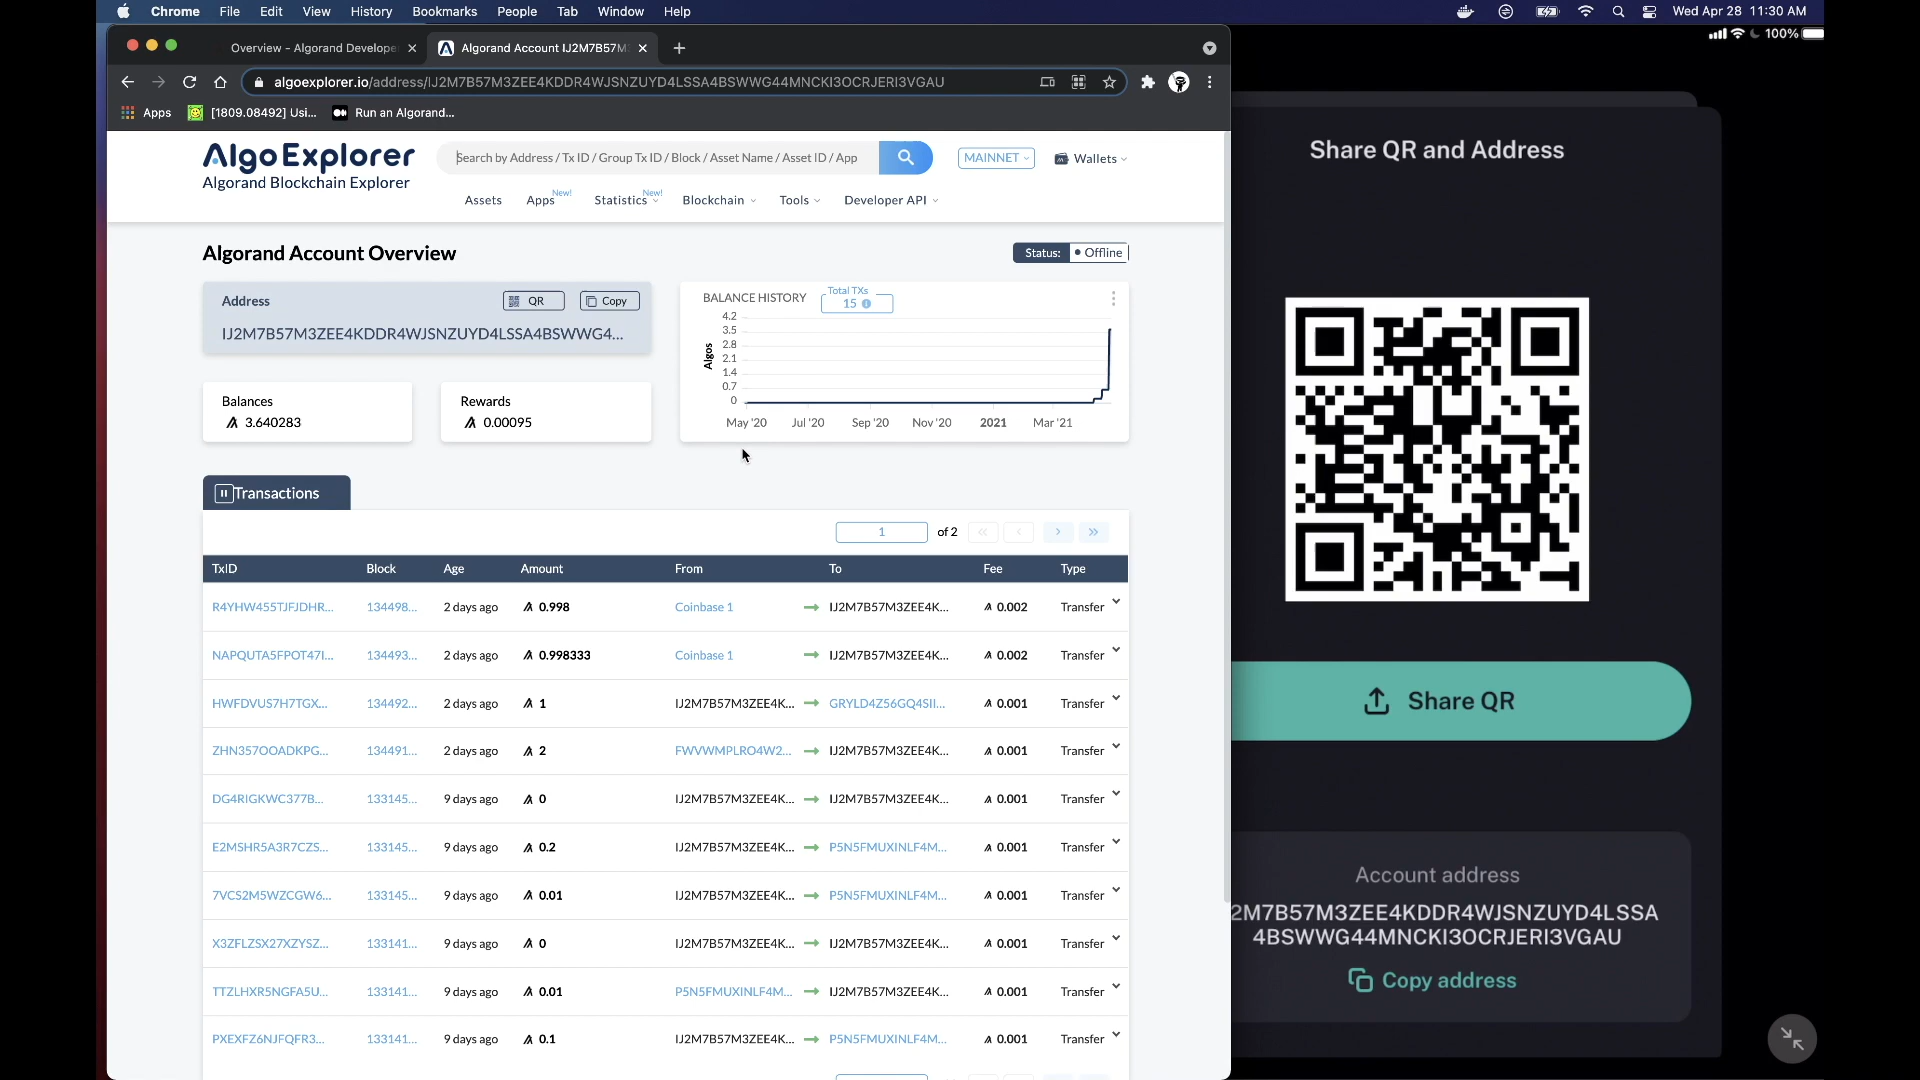 Chrome File Edit View History Bookmarks People Tab Window Help Wed Apr 28 11:30 AM
100%
Overview - Algorand Develope
Algorand Account IJ2M7B57M
algoexplorer.io/address/IJ2M7B57M3ZEE4KDDR4WJSNZUYD4LSSA4BSWWG44MNCKI3OCRJERI3VGAU
Apps [1809.08492] Usi... Run an Algorand...
AlgoExplorer
Algorand Blockchain Explorer
Search by Address / Tx ID / Group Tx ID / Block / Asset Name / Asset ID / App
MAINNET
Wallets
Assets Apps New! Statistics New! Blockchain Tools Developer API
Algorand Account Overview
Status: Offline
Address
QR
Copy
IJ2M7B57M3ZEE4KDDR4WJSNZUYD4LSSA4BSWWG4...
Balances
3.640283
Rewards
0.00095
BALANCE HISTORY
Total TXs
15
Algos
4.2
3.5
2.8
2.1
1.4
0.7
0
May '20 Jul '20 Sep '20 Nov '20 2021 Mar '21
Transactions
1 of 2
TxID Block Age Amount From To Fee Type
R4YHW455TJFJDHR... 134498... 2 days ago 0.998 Coinbase 1 IJ2M7B57M3ZEE4K... 0.002 Transfer
NAPQUTA5FPOT47I... 134493... 2 days ago 0.998333 Coinbase 1 IJ2M7B57M3ZEE4K... 0.002 Transfer
HWFDVUS7H7TGX... 134492... 2 days ago 1 IJ2M7B57M3ZEE4K... GRYLD4Z56GQ4SII... 0.001 Transfer
ZHN357OOADKPG... 134491... 2 days ago 2 FWVWMPLRO4W2... IJ2M7B57M3ZEE4K... 0.001 Transfer
DG4RIGKWC377B... 133145... 9 days ago 0 IJ2M7B57M3ZEE4K... IJ2M7B57M3ZEE4K... 0.001 Transfer
E2MSHR5A3R7CZS... 133145... 9 days ago 0.2 IJ2M7B57M3ZEE4K... P5N5FMUXINLF4M... 0.001 Transfer
7VCS2M5WZCGW6... 133145... 9 days ago 0.01 IJ2M7B57M3ZEE4K... P5N5FMUXINLF4M... 0.001 Transfer
X3ZFLZSX27XZYSZ... 133141... 9 days ago 0 IJ2M7B57M3ZEE4K... IJ2M7B57M3ZEE4K... 0.001 Transfer
TTZLHXR5NGFA5U... 133141... 9 days ago 0.01 P5N5FMUXINLF4M... IJ2M7B57M3ZEE4K... 0.001 Transfer
PXEXFZ6NJFQFR3... 133141... 9 days ago 0.1 IJ2M7B57M3ZEE4K... P5N5FMUXINLF4M... 0.001 Transfer
Share QR and Address
Share QR
Account address
2M7B57M3ZEE4KDDR4WJSNZUYD4LSSA
4BSWWG44MNCKI3OCRJERI3VGAU
Copy address